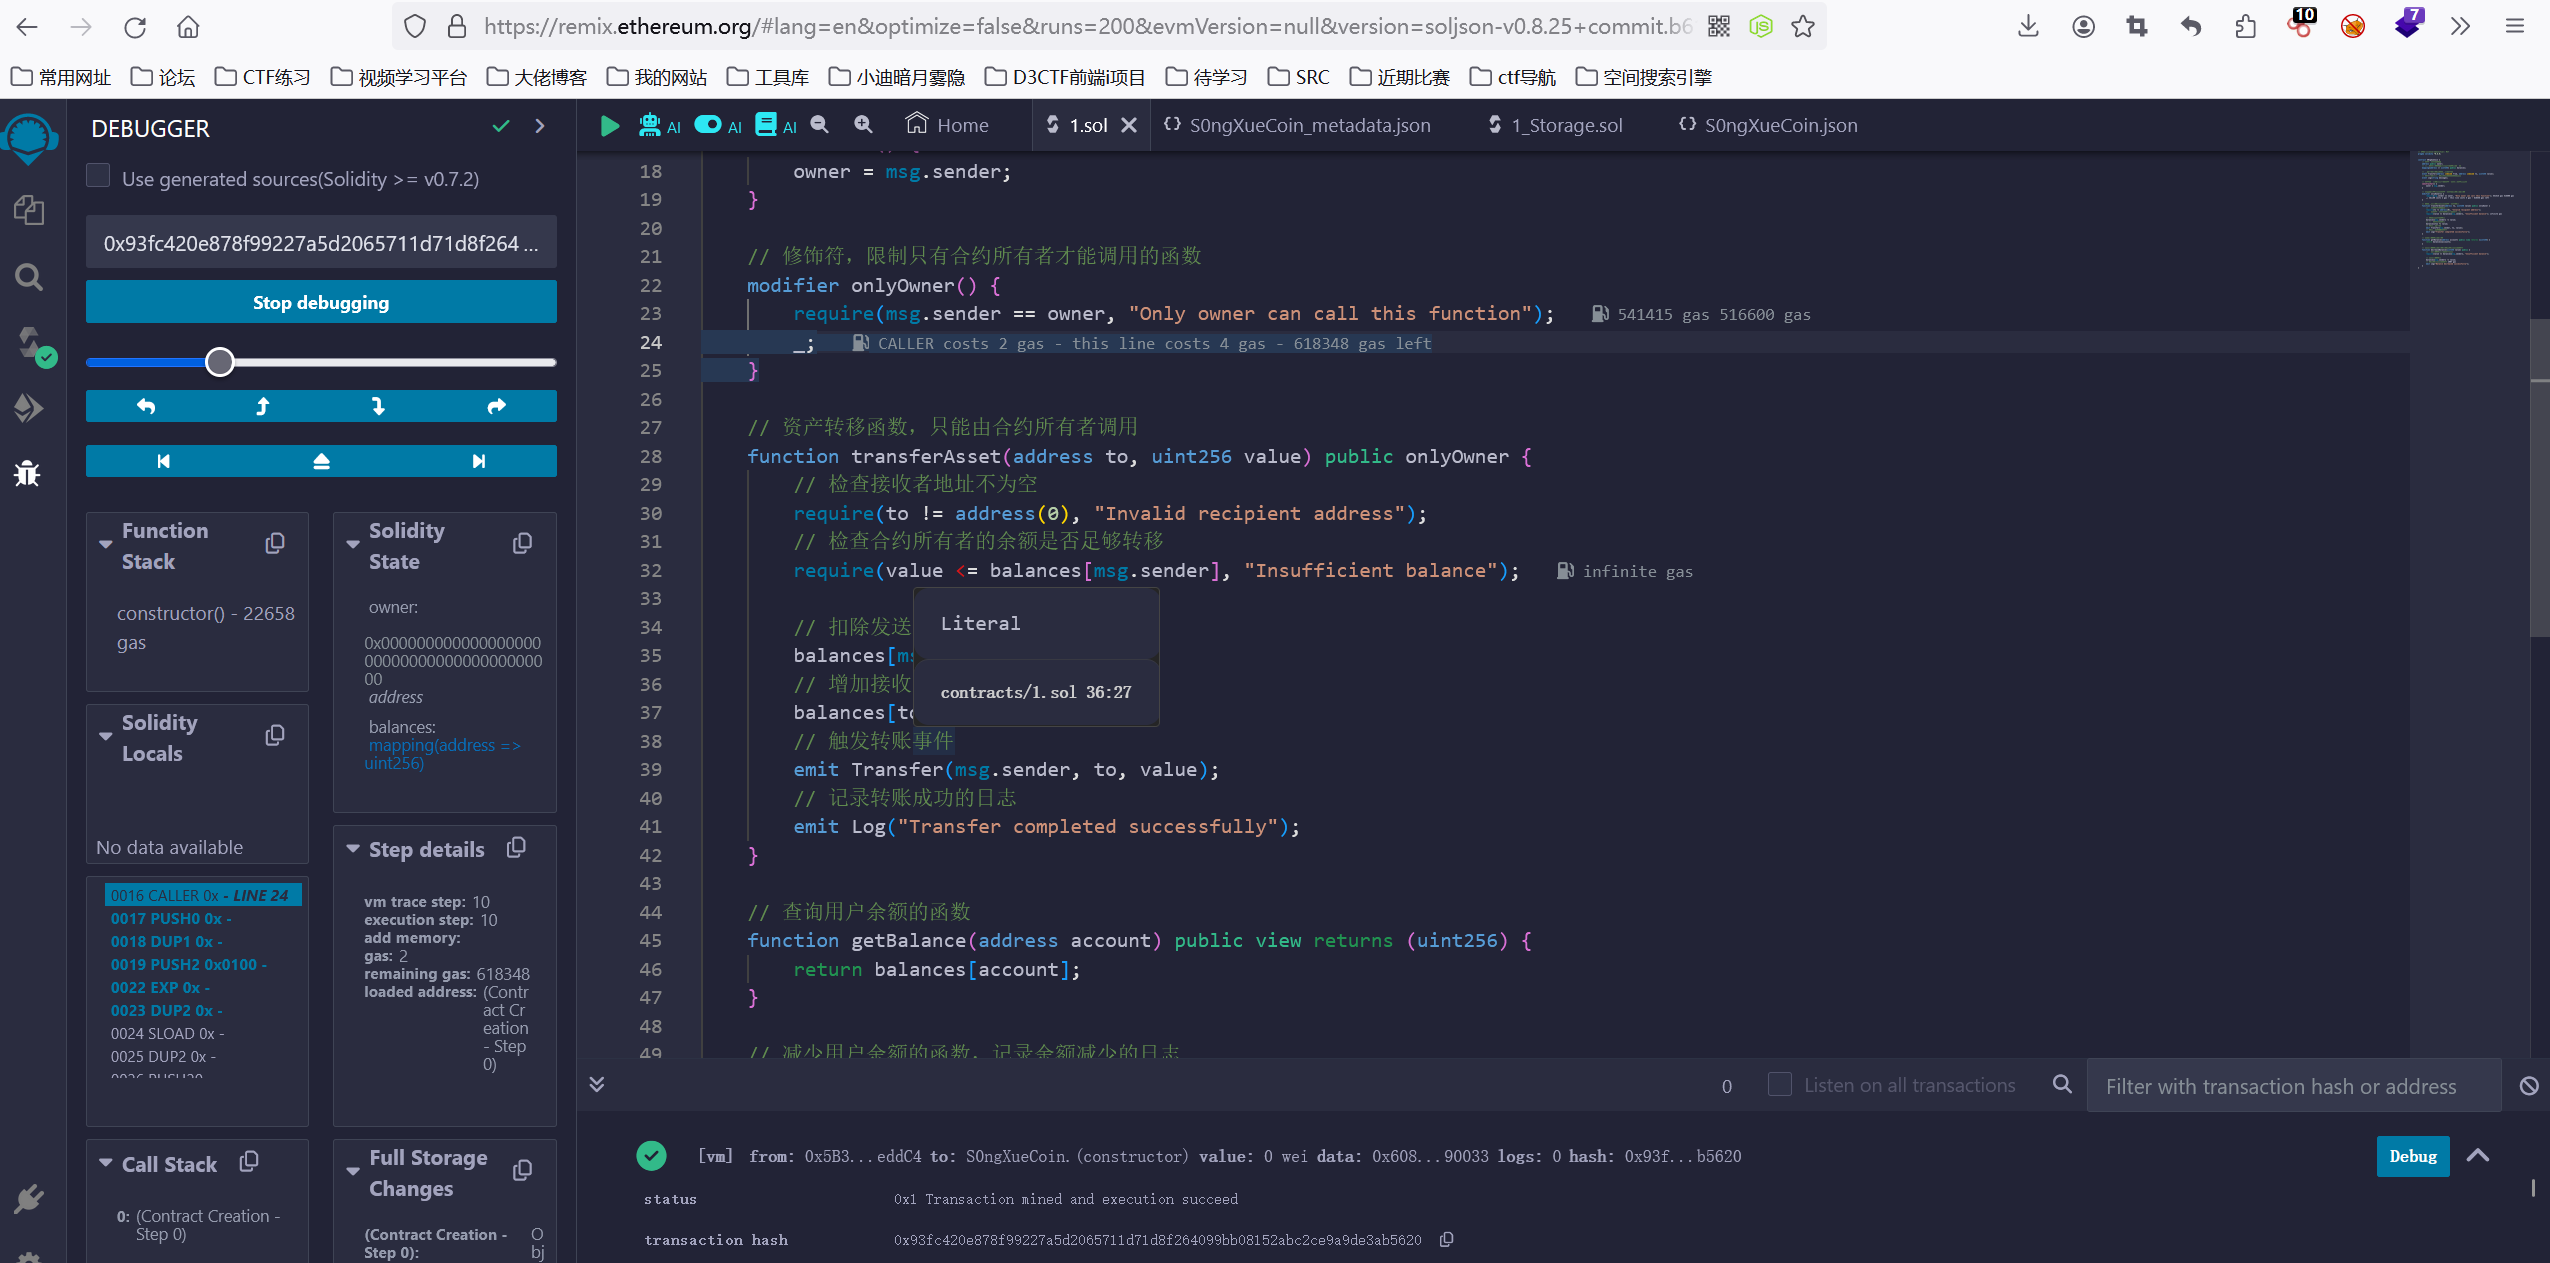 https://remix.ethereum.org/#lang=en&optimize=false&runs=200&evmVersion=null&version=soljson-v0.8.25+commit.b6
10
7
常用网址 论坛 CTF练习 视频学习平台 大佬博客 我的网站 工具库 小迪暗月雾隐 D3CTF前端i项目 待学习 SRC 近期比赛 ctf导航 空间搜索引擎
DEBUGGER
Use generated sources(Solidity >= v0.7.2)
0x93fc420e878f99227a5d2065711d71d8f264 ...
Stop debugging
Function Stack
constructor() - 22658 gas
Solidity Locals
No data available
0016 CALLER 0x - LINE 24
0017 PUSH0 0x -
0018 DUP1 0x -
0019 PUSH2 0x0100 -
0022 EXP 0x -
0023 DUP2 0x -
0024 SLOAD 0x -
0025 DUP2 0x -
0026 PUSH20
Call Stack
0: (Contract Creation - Step 0)
Solidity State
owner:
0x0000000000000000000000000000000000000000
address
balances:
mapping(address => uint256)
Step details
vm trace step: 10
execution step: 10
add memory:
gas: 2
remaining gas: 618348
loaded address: (Contract Creation - Step 0)
Full Storage Changes
(Contract Creation - Step 0): Obj
AI AI AI Home 1.sol S0ngXueCoin_metadata.json 1_Storage.sol S0ngXueCoin.json
18 owner = msg.sender;
19 }
20
21 // 修饰符，限制只有合约所有者才能调用的函数
22 modifier onlyOwner() {
23 require(msg.sender == owner, "Only owner can call this function"); 541415 gas 516600 gas
24 _; CALLER costs 2 gas - this line costs 4 gas - 618348 gas left
25 }
26
27 // 资产转移函数，只能由合约所有者调用
28 function transferAsset(address to, uint256 value) public onlyOwner {
29 // 检查接收者地址不为空
30 require(to != address(0), "Invalid recipient address");
31 // 检查合约所有者的余额是否足够转移
32 require(value <= balances[msg.sender], "Insufficient balance"); infinite gas
33
34 // 扣除发送
35 balances[ms
36 // 增加接收
37 balances[to
Literal
contracts/1.sol 36:27
38 // 触发转账事件
39 emit Transfer(msg.sender, to, value);
40 // 记录转账成功的日志
41 emit Log("Transfer completed successfully");
42 }
43
44 // 查询用户余额的函数
45 function getBalance(address account) public view returns (uint256) {
46 return balances[account];
47 }
48
49 // 减少用户余额的函数，记录余额减少的日志
0 Listen on all transactions Filter with transaction hash or address
[vm] from: 0x5B3...eddC4 to: S0ngXueCoin.(constructor) value: 0 wei data: 0x608...90033 logs: 0 hash: 0x93f...b5620 Debug
status 0x1 Transaction mined and execution succeed
transaction hash 0x93fc420e878f99227a5d2065711d71d8f264099bb08152abc2ce9a9de3ab5620